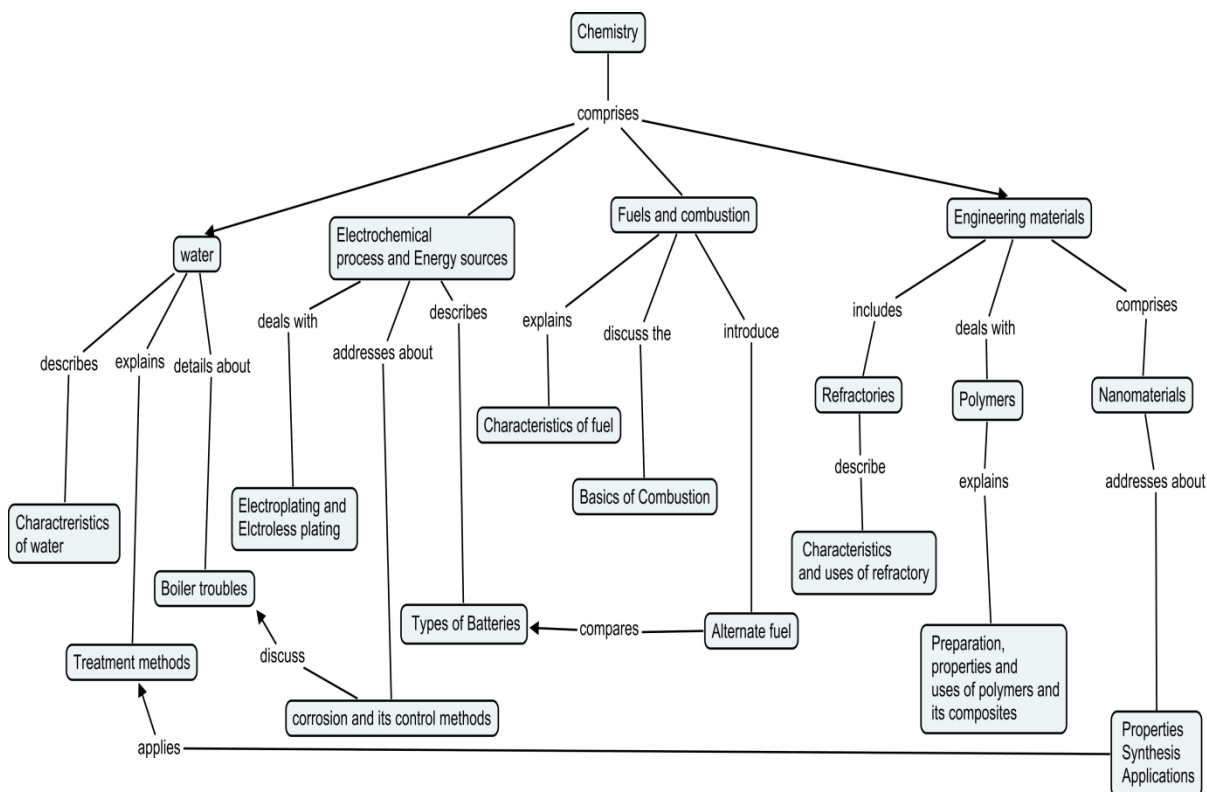 Chemistry
comprises
water
Electrochemical
process and Energy sources
Fuels and combustion
Engineering materials
describes
explains
details about
deals with
addresses about
describes
explains
discuss the
introduce
includes
deals with
comprises
Refractories
Polymers
Nanomaterials
Characteristics of fuel
describe
explains
addresses about
Charactreristics
of water
Electroplating and
Elctroless plating
Basics of Combustion
Characteristics
and uses of refractory
Boiler troubles
Types of Batteries
compares
Alternate fuel
Treatment methods
discuss
Preparation,
properties and
uses of polymers and
its composites
corrosion and its control methods
applies
Properties
Synthesis
Applications